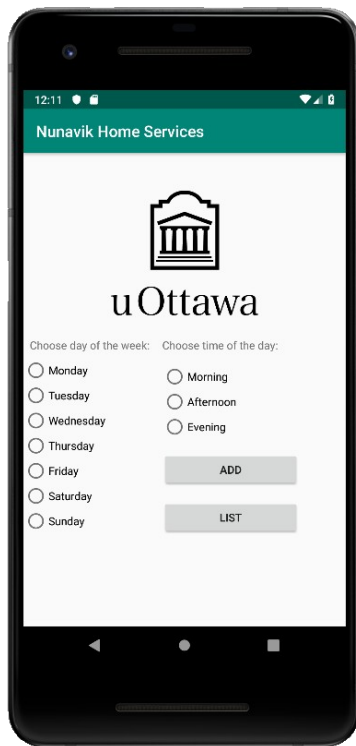 12:11
Nunavik Home Services
uOttawa
Choose day of the week:
Monday
Tuesday
Wednesday
Thursday
Friday
Saturday
Sunday
Choose time of the day:
Morning
Afternoon
Evening
ADD
LIST